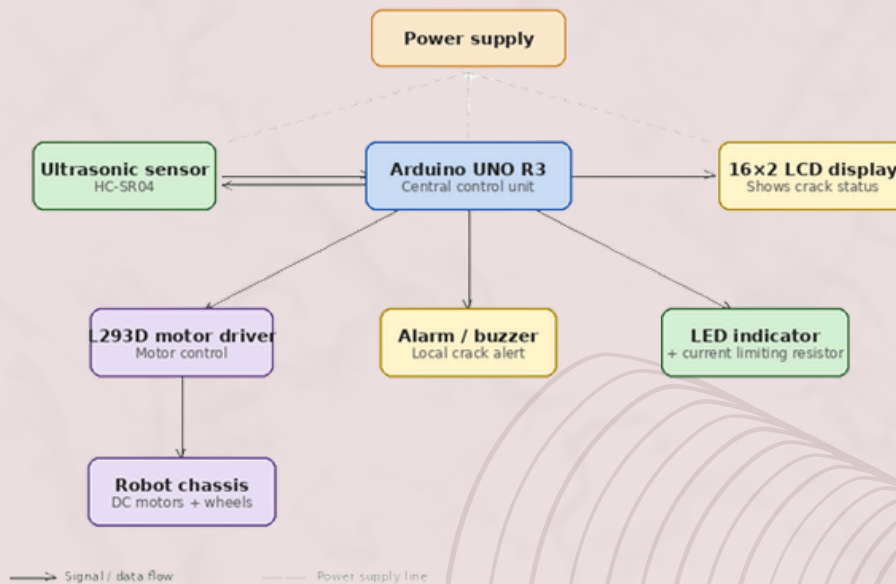 Power supply
Ultrasonic sensor
HC-SR04
Arduino UNO R3
Central control unit
16×2 LCD display
Shows crack status
L293D motor driver
Motor control
Alarm / buzzer
Local crack alert
LED indicator
+ current limiting resistor
Robot chassis
DC motors + wheels
Signal / data flow
Power supply line